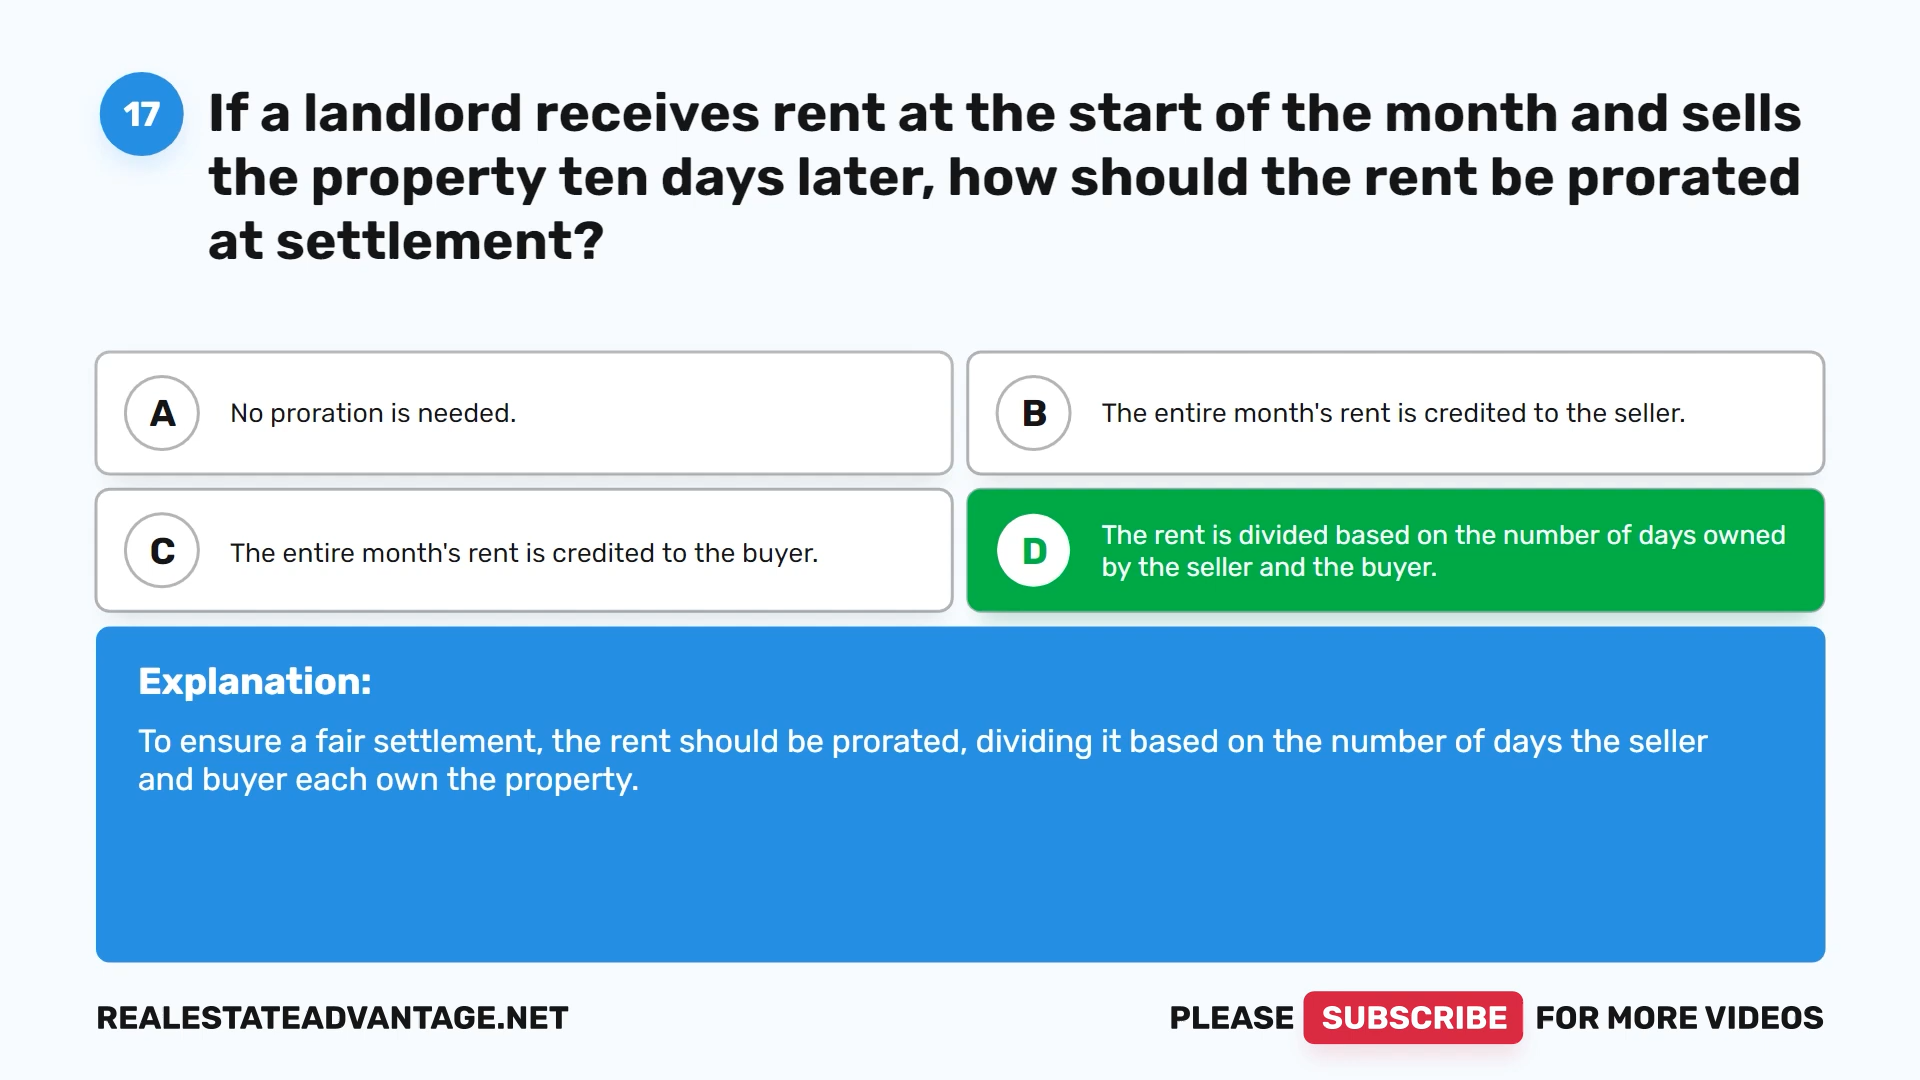 17
If a landlord receives rent at the start of the month and sells
the property ten days later, how should the rent be prorated
at settlement?
A
No proration is needed.
B
The entire month's rent is credited to the seller.
C
The entire month's rent is credited to the buyer.
D
The rent is divided based on the number of days owned
by the seller and the buyer.
Explanation:
To ensure a fair settlement, the rent should be prorated, dividing it based on the number of days the seller
and buyer each own the property.
REALESTATEADVANTAGE.NET
PLEASE SUBSCRIBE FOR MORE VIDEOS